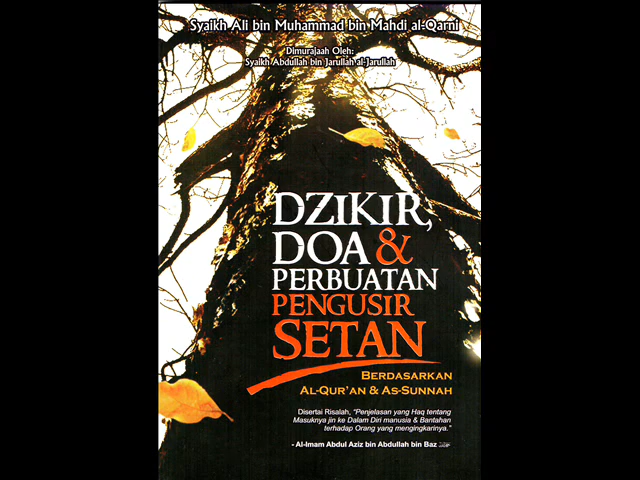 Syaikh Ali bin Muhammad bin Mahdi al-Qarni
Dimurajaah Oleh:
Syaikh Abdullah bin Jarullah al-Jarullah
DZIKIR,
DOA &
PERBUATAN
PENGUSIR
SETAN
BERDASARKAN
AL-QUR'AN & AS-SUNNAH
Disertai Risalah, "Penjelasan yang Haq tentang
Masuknya jin ke Dalam Diri manusia & Bantahan
terhadap Orang yang mengingkarinya."
- Al-Imam Abdul Aziz bin Abdullah bin Baz